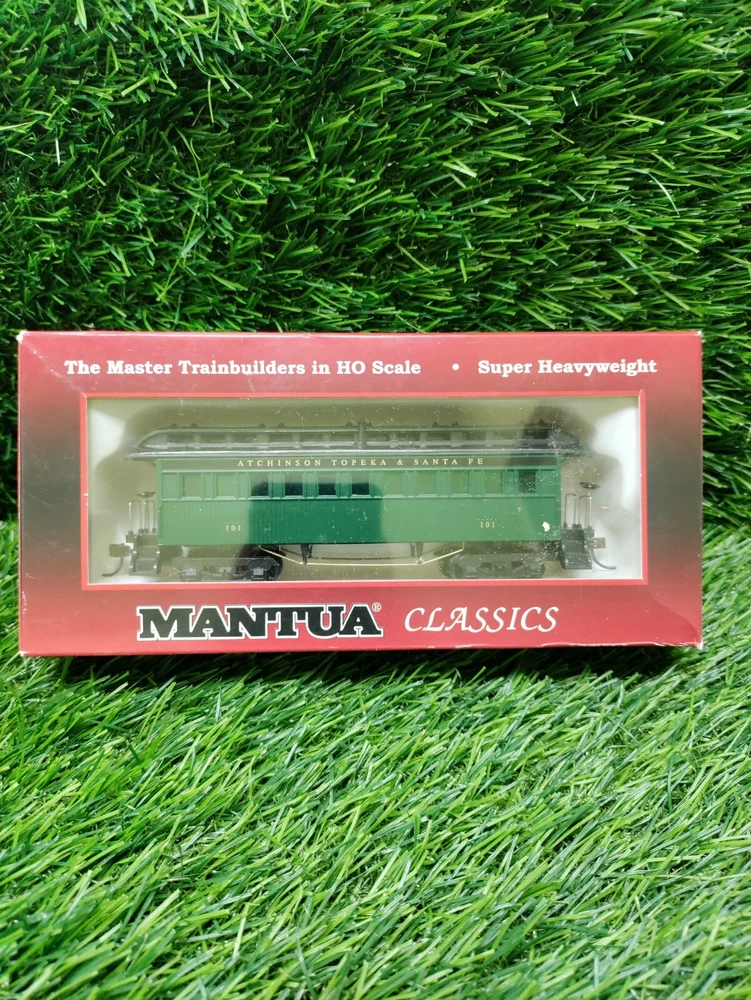 The Master Trainbuilders in HO Scale • Super Heavyweight
ATCHINSON TOPEKA & SANTA FE
101 101
MANTUA® CLASSICS